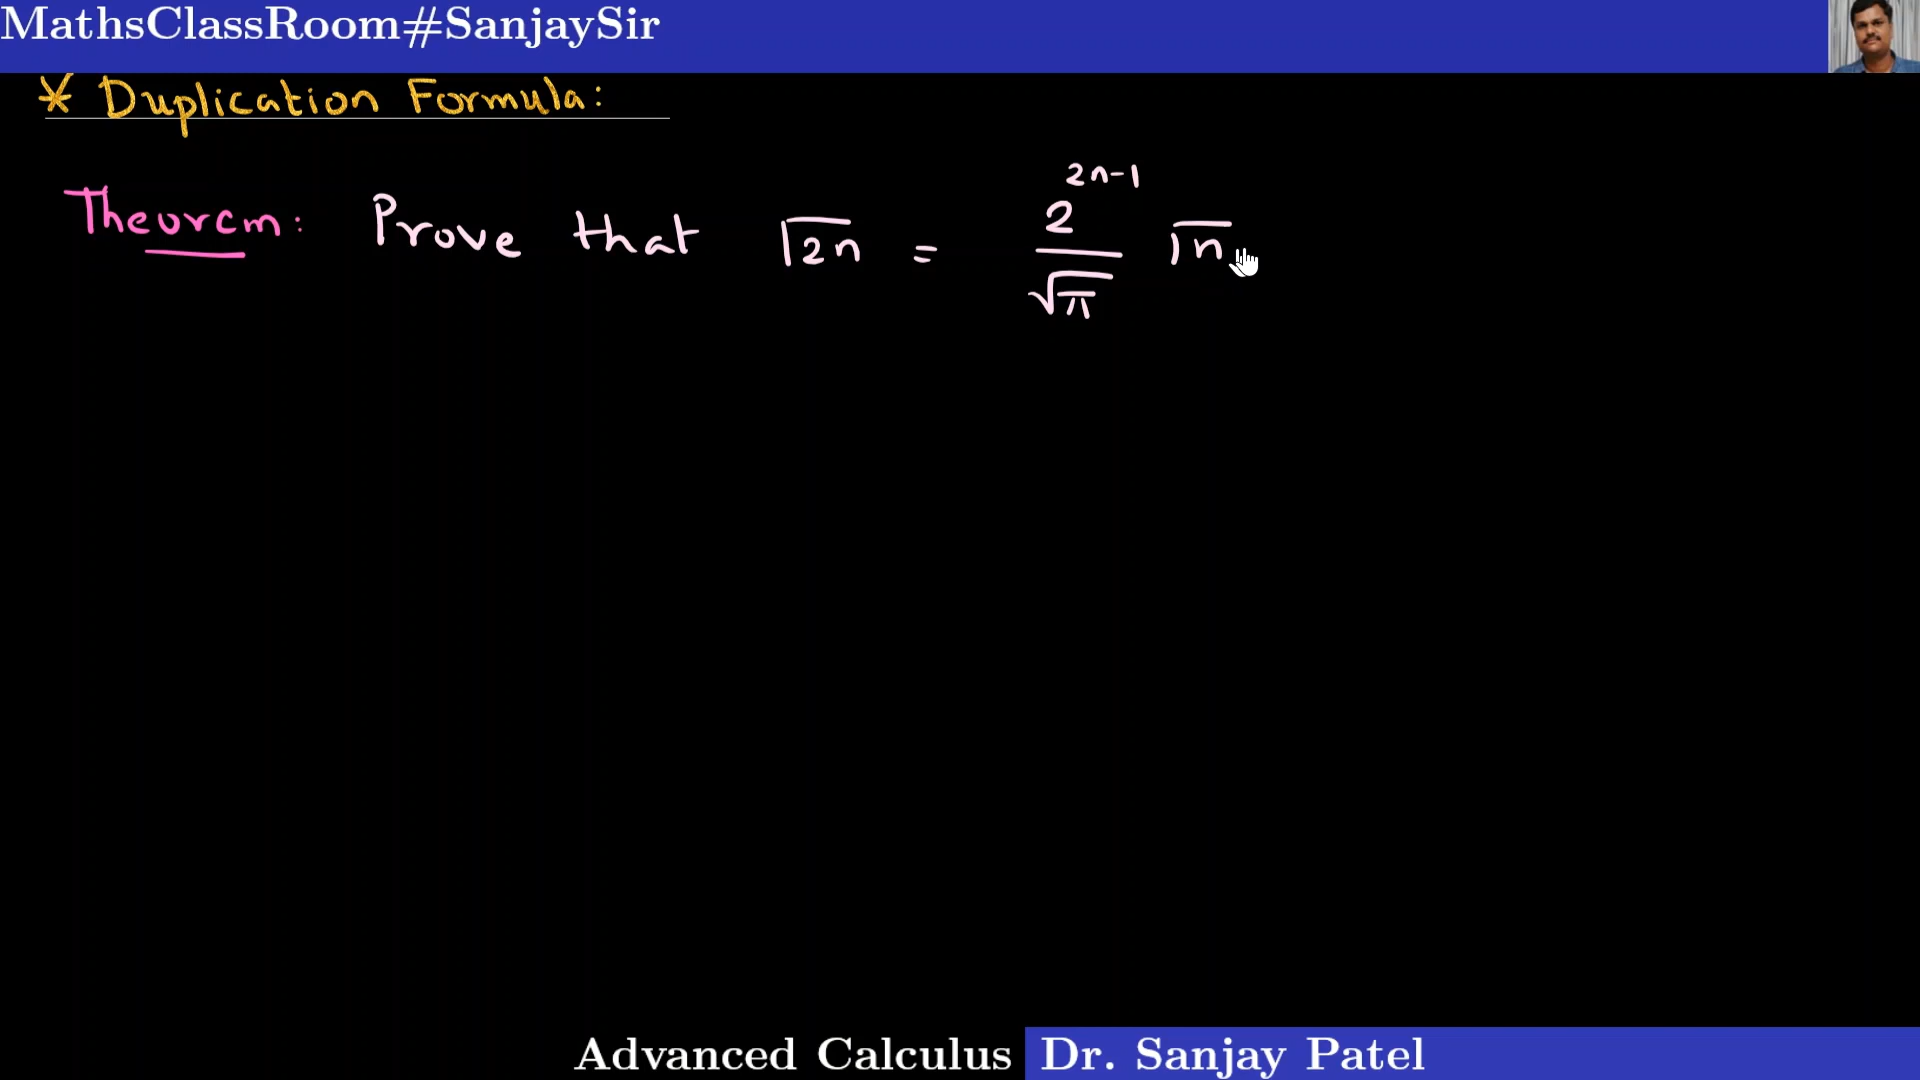 MathsClassRoom#SanjaySir
* Duplication Formula:
Theorem: Prove that Γ2n = 2^(2n-1)/√π Γn
Advanced Calculus Dr. Sanjay Patel